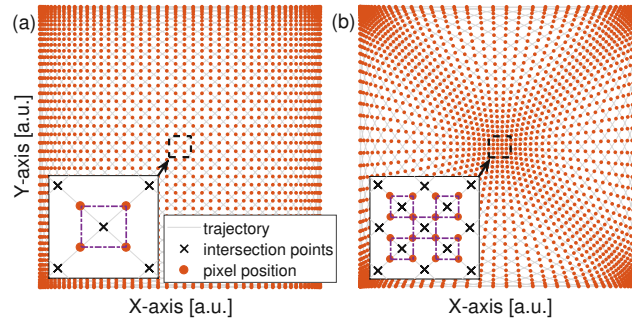 (a)
(b)
Y-axis [a.u.]
trajectory
intersection points
pixel position
X-axis [a.u.]
X-axis [a.u.]